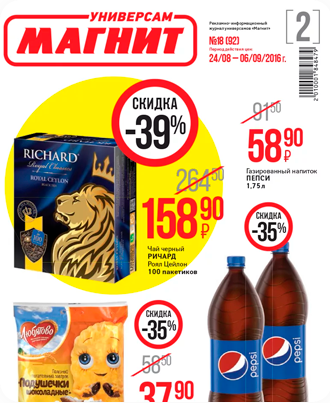 УНИВЕРСАМ
МАГНИТ
Рекламно-информационный
журнал универсамов «Магнит»
№18 (92)
Период действия цен:
24/08 – 06/09/2016 г.
2
СКИДКА
-39%
RICHARD
Royal Classics
ROYAL CEYLON
264 50
158 90
₽
Чай черный
РИЧАРД
Роял Цейлон
100 пакетиков
91 50
58 90
₽
Газированный напиток
ПЕПСИ
1,75 л
СКИДКА
-35%
pepsi
pepsi
Любятово
Подушечки
шоколадные
СКИДКА
-35%
58 50
37 90